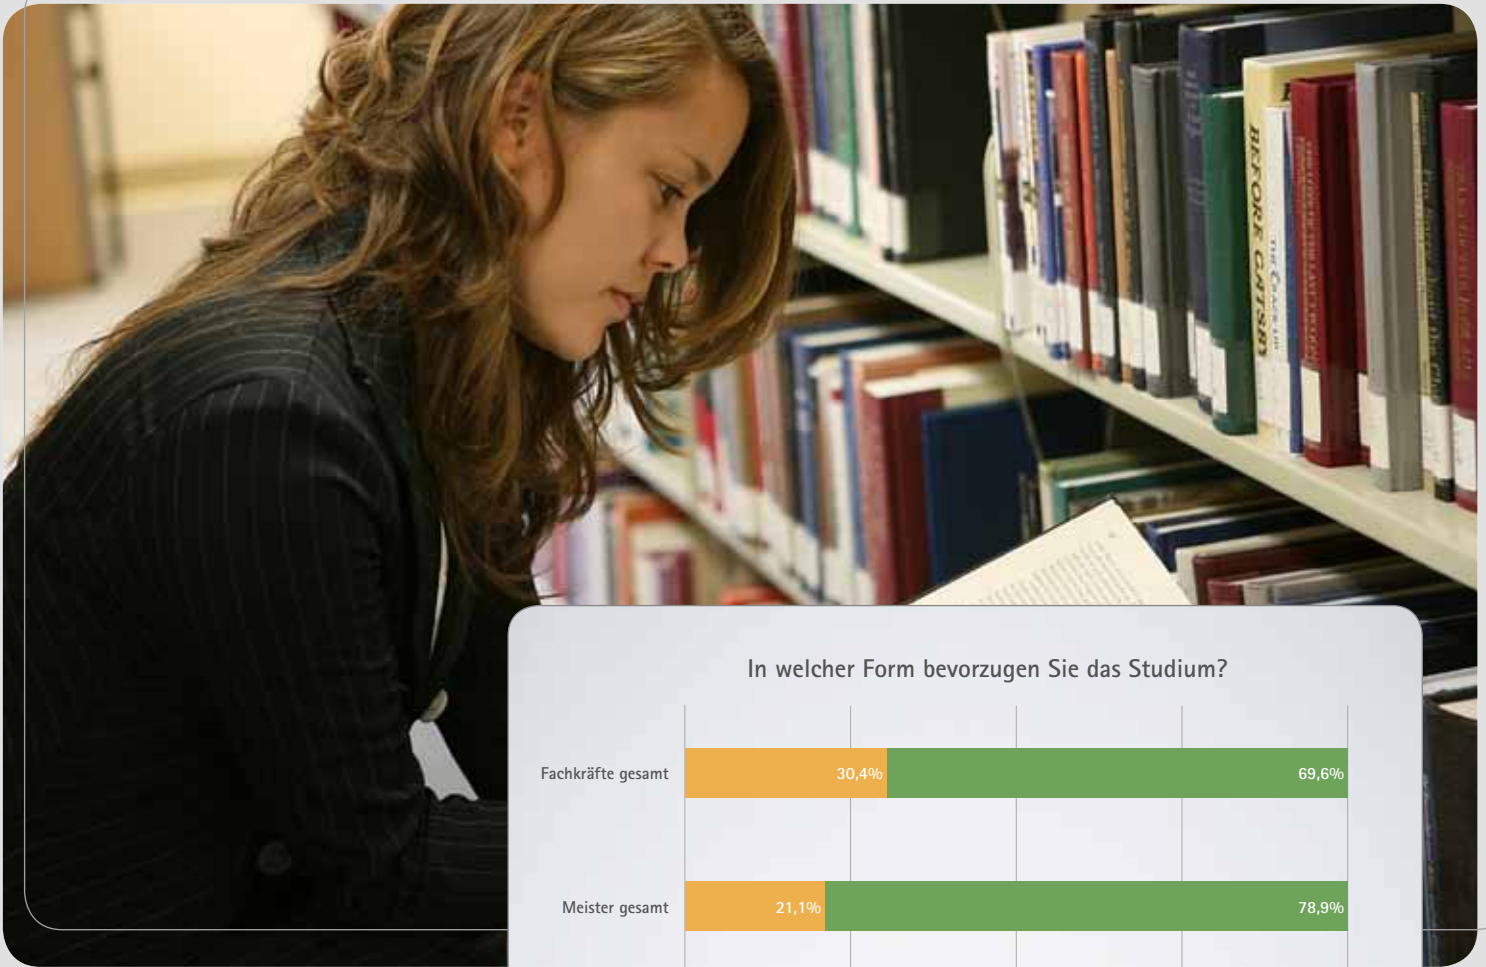 BEFORE GATSBY
In welcher Form bevorzugen Sie das Studium?
Fachkräfte gesamt
30,4%
69,6%
Meister gesamt
21,1%
78,9%